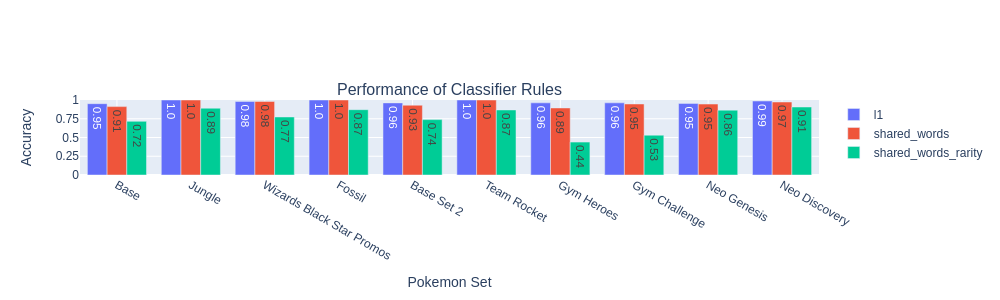 Performance of Classifier Rules
Accuracy
1
0.75
0.5
0.25
0
0.95
0.91
0.72
1.0
1.0
0.89
0.98
0.98
0.77
1.0
1.0
0.87
0.96
0.93
0.74
1.0
1.0
0.87
0.96
0.89
0.44
0.96
0.95
0.53
0.95
0.95
0.86
0.99
0.97
0.91
Base
Jungle
Wizards Black Star Promos
Fossil
Base Set 2
Team Rocket
Gym Heroes
Gym Challenge
Neo Genesis
Neo Discovery
Pokemon Set
l1
shared_words
shared_words_rarity